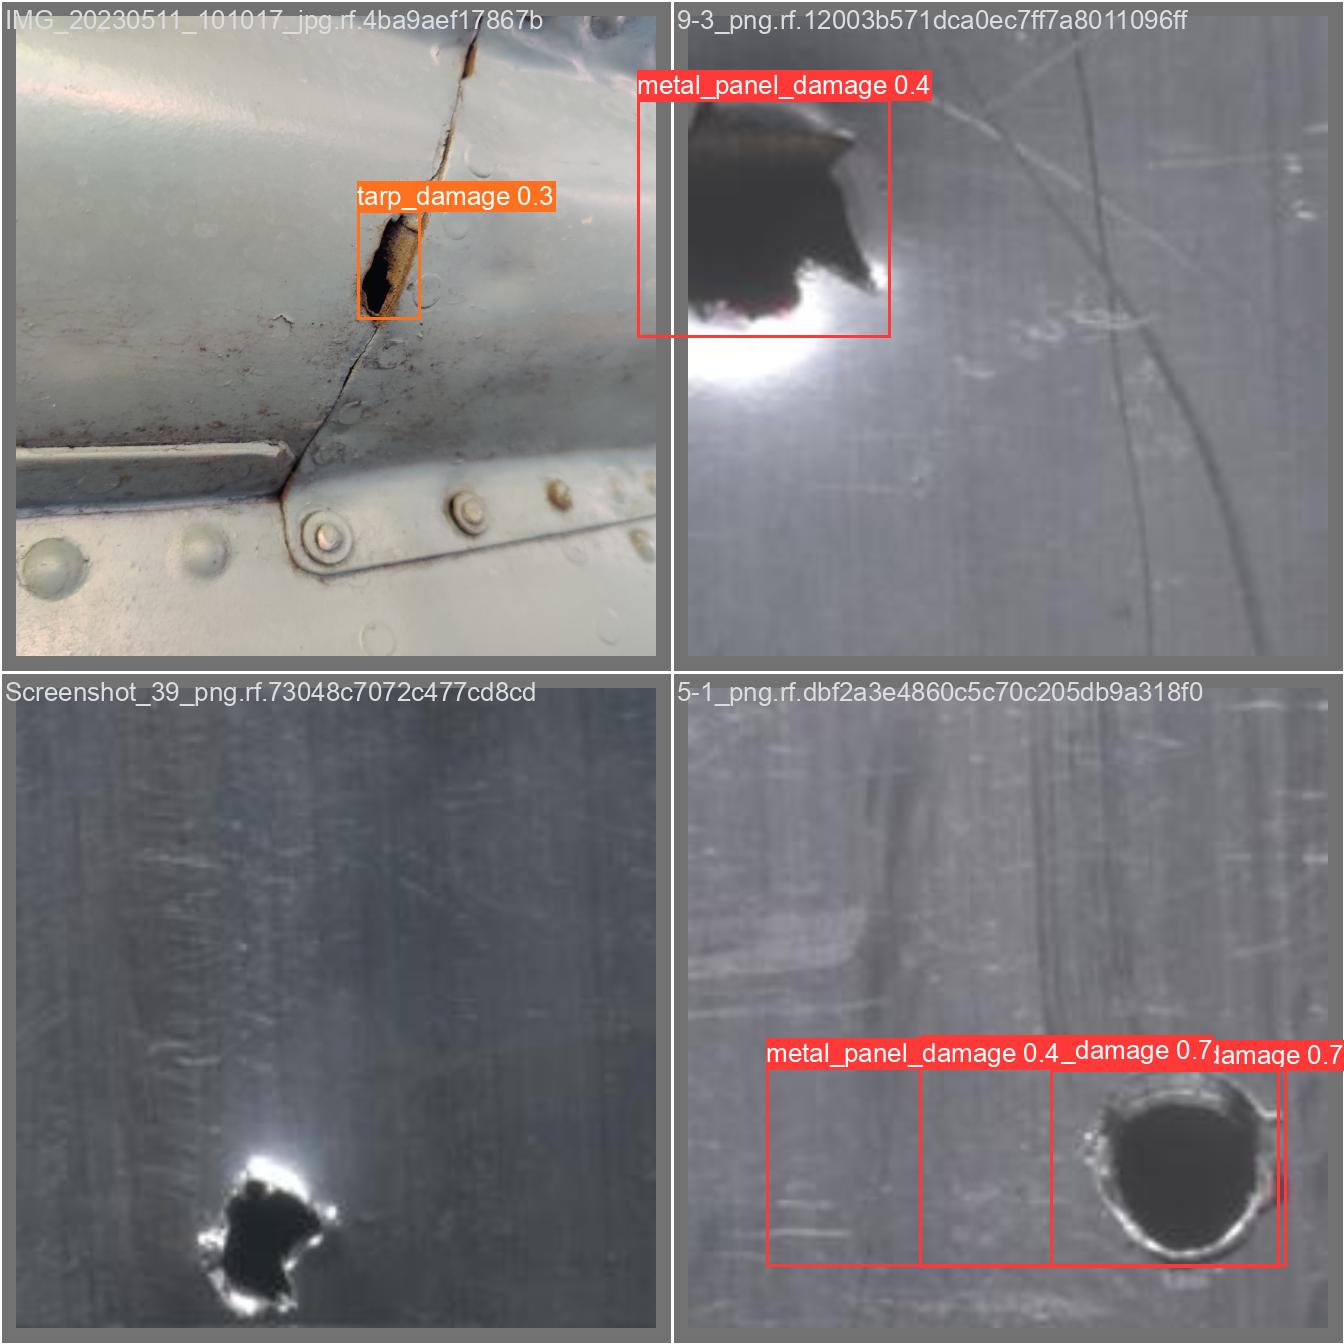 IMG_20230511_101017_jpg.rf.4ba9aef17867b
9-3_png.rf.12003b571dca0ec7ff7a8011096ff
metal_panel_damage 0.4
tarp_damage 0.3
Screenshot_39_png.rf.73048c7072c477cd8cd
5-1_png.rf.dbf2a3e4860c5c70c205db9a318f0
metal_panel_damage 0.4 _damage 0.7 damage 0.7